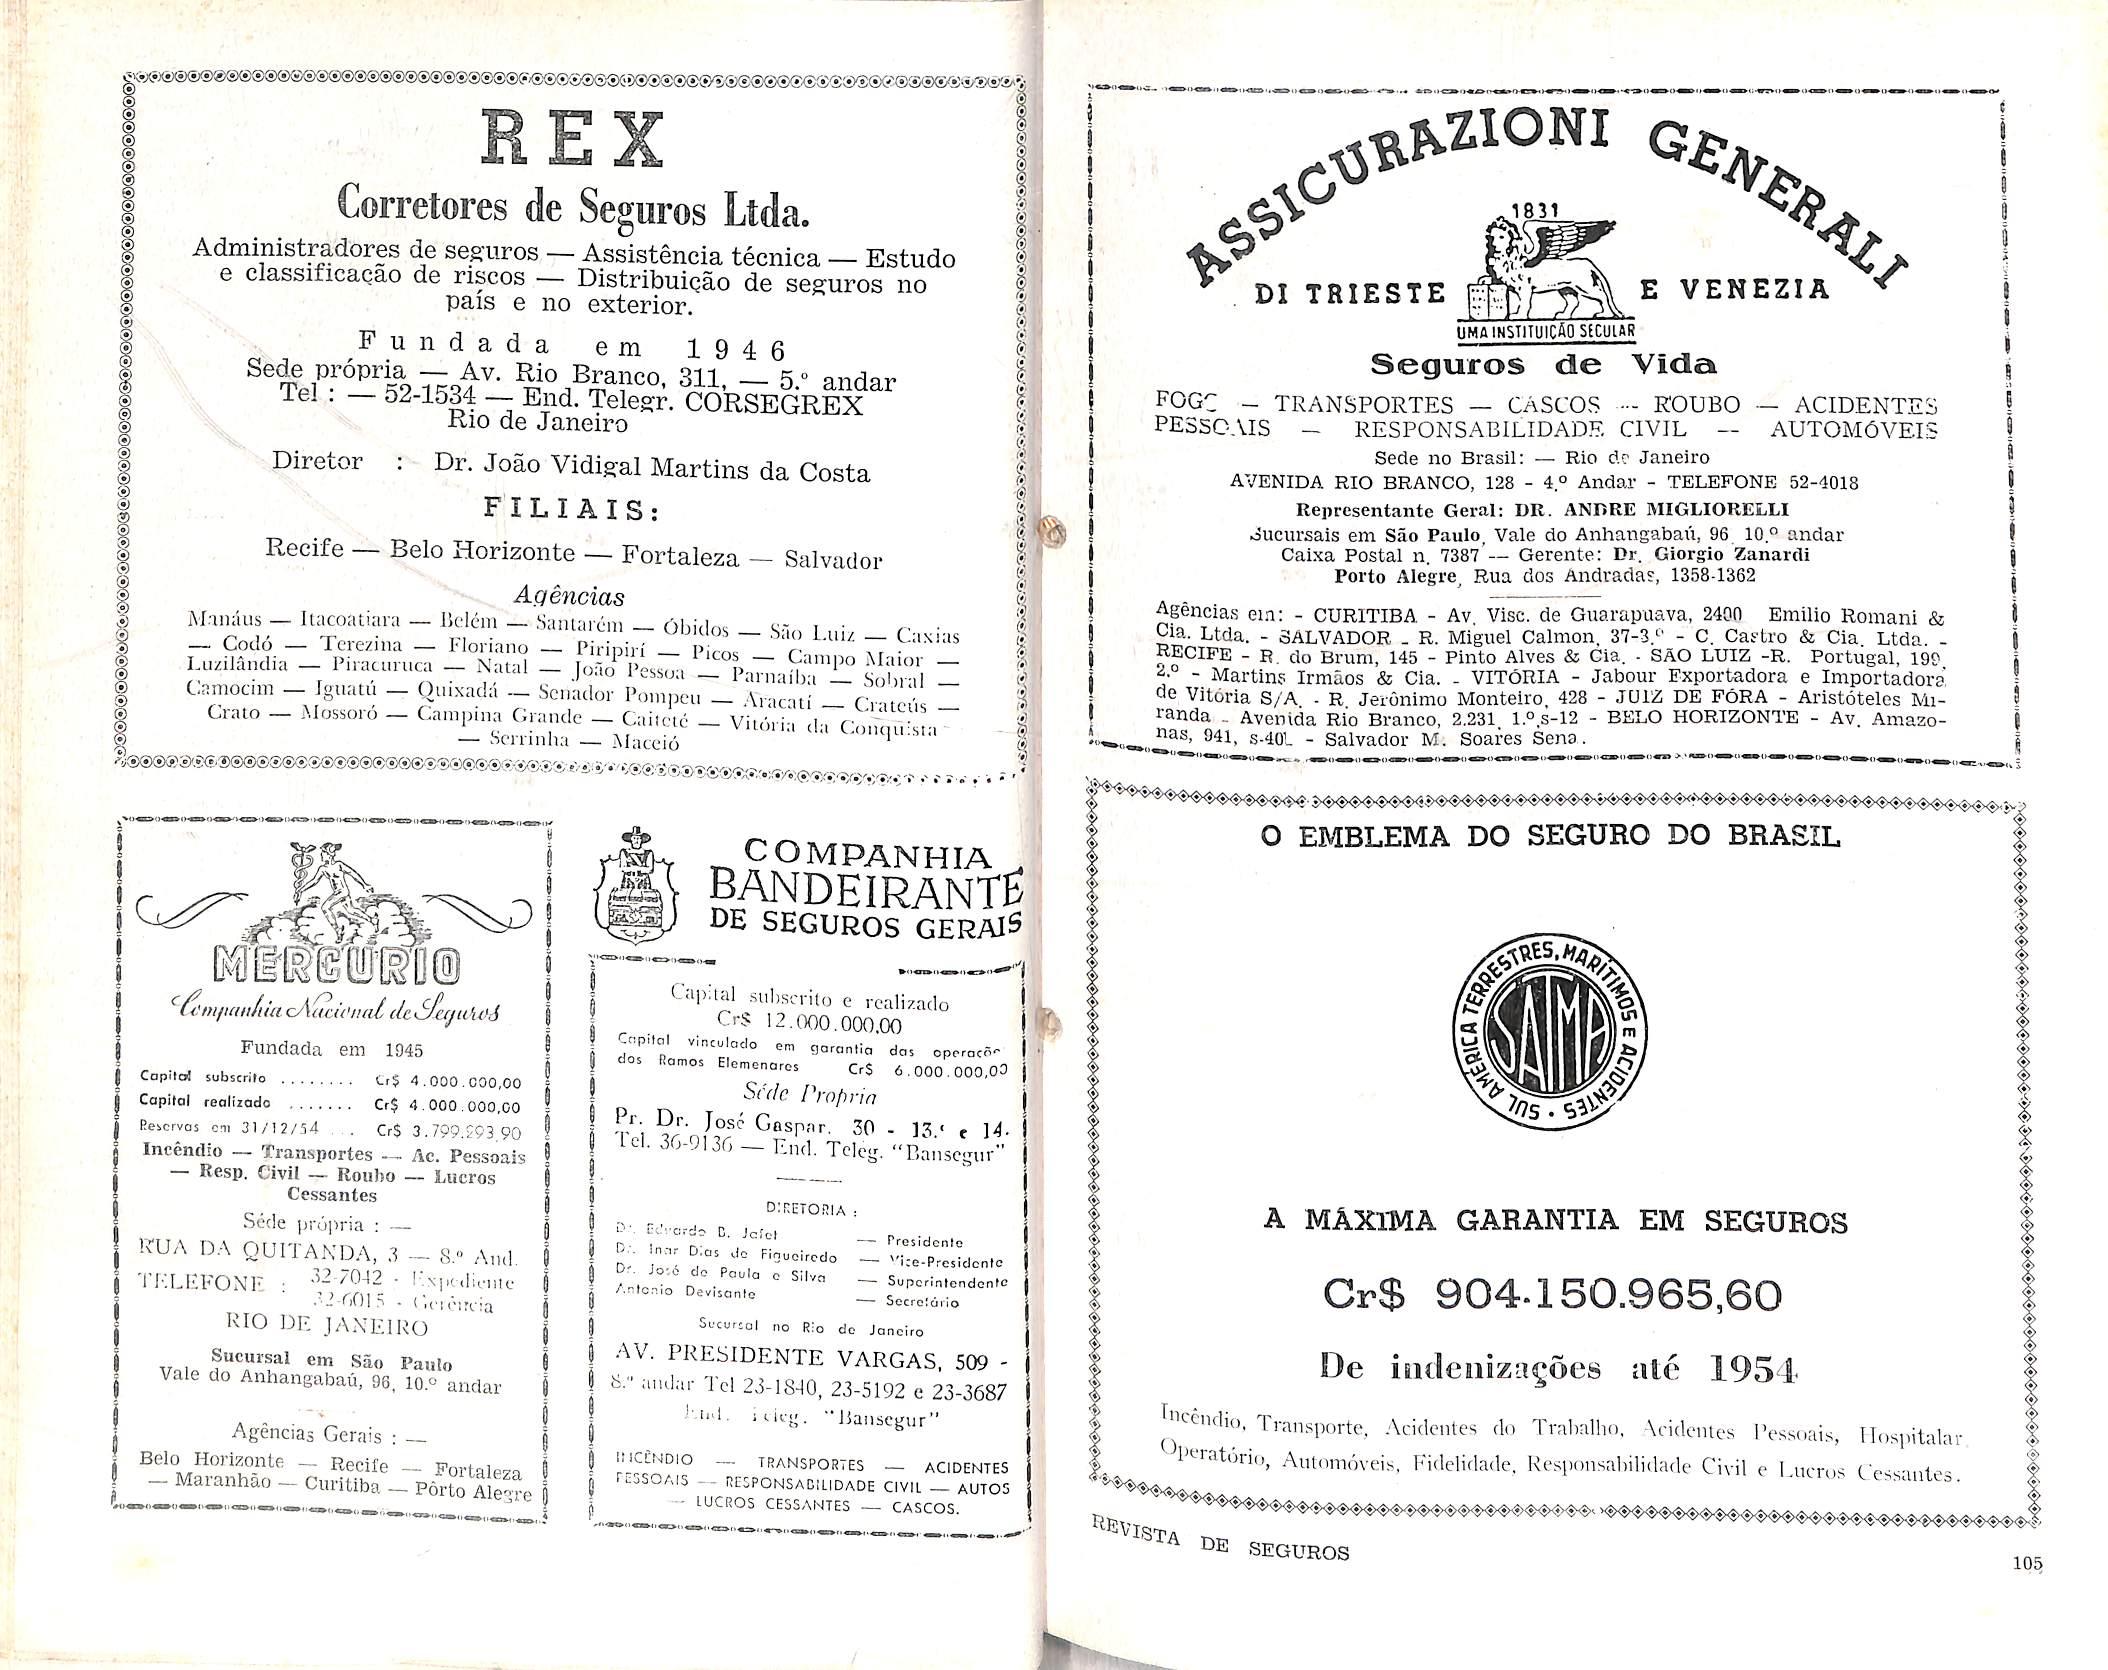 REX
Corretores de Seguros Ltda.
Administradores de seguros — Assistência técnica — Estudo
e classificação de riscos — Distribuição de seguros no
país e no exterior.
Fundada em 1946
Sede própria — Av. Rio Branco, 311, — 5.º andar
Tel : — 52-1534 — End. Telegr. CORSEGREX
Rio de Janeiro
Diretor : Dr. João Vidigal Martins da Costa
FILIAIS:
Recife — Belo Horizonte — Fortaleza — Salvador
Agências
Manáus — Itacoatiara — Belém — Santarém — Óbidos — São Luiz — Caxias
— Codó — Terezina — Floriano — Piripirí — Picos — Campo Maior —
Luzilândia — Piracuruca — Natal — João Pessoa — Parnaíba — Sobral —
Camocim — Iguatú — Quixadá — Senador Pompeu — Aracatí — Crateús —
Crato — Mossoró — Campina Grande — Caiteté — Vitória da Conquista
— Serrinha — Maceió
MERCURIO
Companhia Nacional de Seguros
Fundada em 1945
Capital subscrito ........ Cr$ 4.000.000,00
Capital realizado ....... Cr$ 4.000.000,00
Reservas em 31/12/54 ... Cr$ 3.799.293,90
Incêndio — Transportes — Ac. Pessoais
— Resp. Civil — Roubo — Lucros
Cessantes
Séde própria : —
RUA DA QUITANDA, 3 — 8.º And.
TELEFONE : 32-7042 - Expediente
32-6015 - Gerência
RIO DE JANEIRO
Sucursal em São Paulo
Vale do Anhangabaú, 96, 10.º andar
Agências Gerais : —
Belo Horizonte — Recife — Fortaleza
— Maranhão — Curitiba — Pôrto Alegre
COMPANHIA
BANDEIRANTE
DE SEGUROS GERAIS
Capital subscrito e realizado
Cr$ 12.000.000,00
Capital vinculado em garantia das operaçõe
dos Ramos Elemenares Cr$ 6.000.000,00
Séde Propria
Pr. Dr. José Gaspar, 30 - 13.º e 14.
Tel. 36-9136 — End. Teleg. "Bansegur"
DIRETORIA :
Dr. Eduardo B. Jafet — Presidente
Dr. Inar Dias de Figueiredo — Vice-Presidente
Dr. José de Paula e Silva — Superintendente
Antonio Devisante — Secretário
Sucursal no Rio de Janeiro
AV. PRESIDENTE VARGAS, 509 -
8.º andar Tel 23-1840, 23-5192 e 23-3687
End. Teleg. "Bansegur"
INCÊNDIO — TRANSPORTES — ACIDENTES
PESSOAIS — RESPONSABILIDADE CIVIL — AUTOS
— LUCROS CESSANTES — CASCOS.
ASSICURAZIONI GENERALI
1831
DI TRIESTE E VENEZIA
UMA INSTITUIÇÃO SECULAR
Seguros de Vida
FOGO — TRANSPORTES — CASCOS — ROUBO — ACIDENTES
PESSOAIS — RESPONSABILIDADE CIVIL — AUTOMÓVEIS
Sede no Brasil: — Rio de Janeiro
AVENIDA RIO BRANCO, 128 - 4.º Andar - TELEFONE 52-4018
Representante Geral: DR. ANDRE MIGLIORELLI
Sucursais em São Paulo, Vale do Anhangabaú, 96, 10.º andar
Caixa Postal n. 7387 — Gerente: Dr. Giorgio Zanardi
Porto Alegre, Rua dos Andradas, 1358-1362
Agências em: - CURITIBA - Av. Visc. de Guarapuava, 2400 Emilio Romani &
Cia. Ltda. - SALVADOR - R. Miguel Calmon, 37-3.º - C. Castro & Cia. Ltda. -
RECIFE - R. do Brum, 145 - Pinto Alves & Cia. - SÃO LUIZ -R. Portugal, 199,
2.º - Martins Irmãos & Cia. - VITÓRIA - Jabour Exportadora e Importadora
de Vitória S/A. - R. Jerônimo Monteiro, 428 - JUIZ DE FÓRA - Aristóteles Mi-
randa - Avenida Rio Branco, 2.231, 1.º,s-12 - BELO HORIZONTE - Av. Amazo-
nas, 941, s-401 - Salvador M. Soares Sena.
O EMBLEMA DO SEGURO DO BRASIL
SUL AMÉRICA TERRESTRES, MARÍTIMOS E ACIDENTES
SATMA
A MÁXIMA GARANTIA EM SEGUROS
Cr$ 904.150.965,60
De indenizações até 1954
Incêndio, Transporte, Acidentes do Trabalho, Acidentes Pessoais, Hospitalar
Operatório, Automóveis, Fidelidade, Responsabilidade Civil e Lucros Cessantes.
REVISTA DE SEGUROS
105